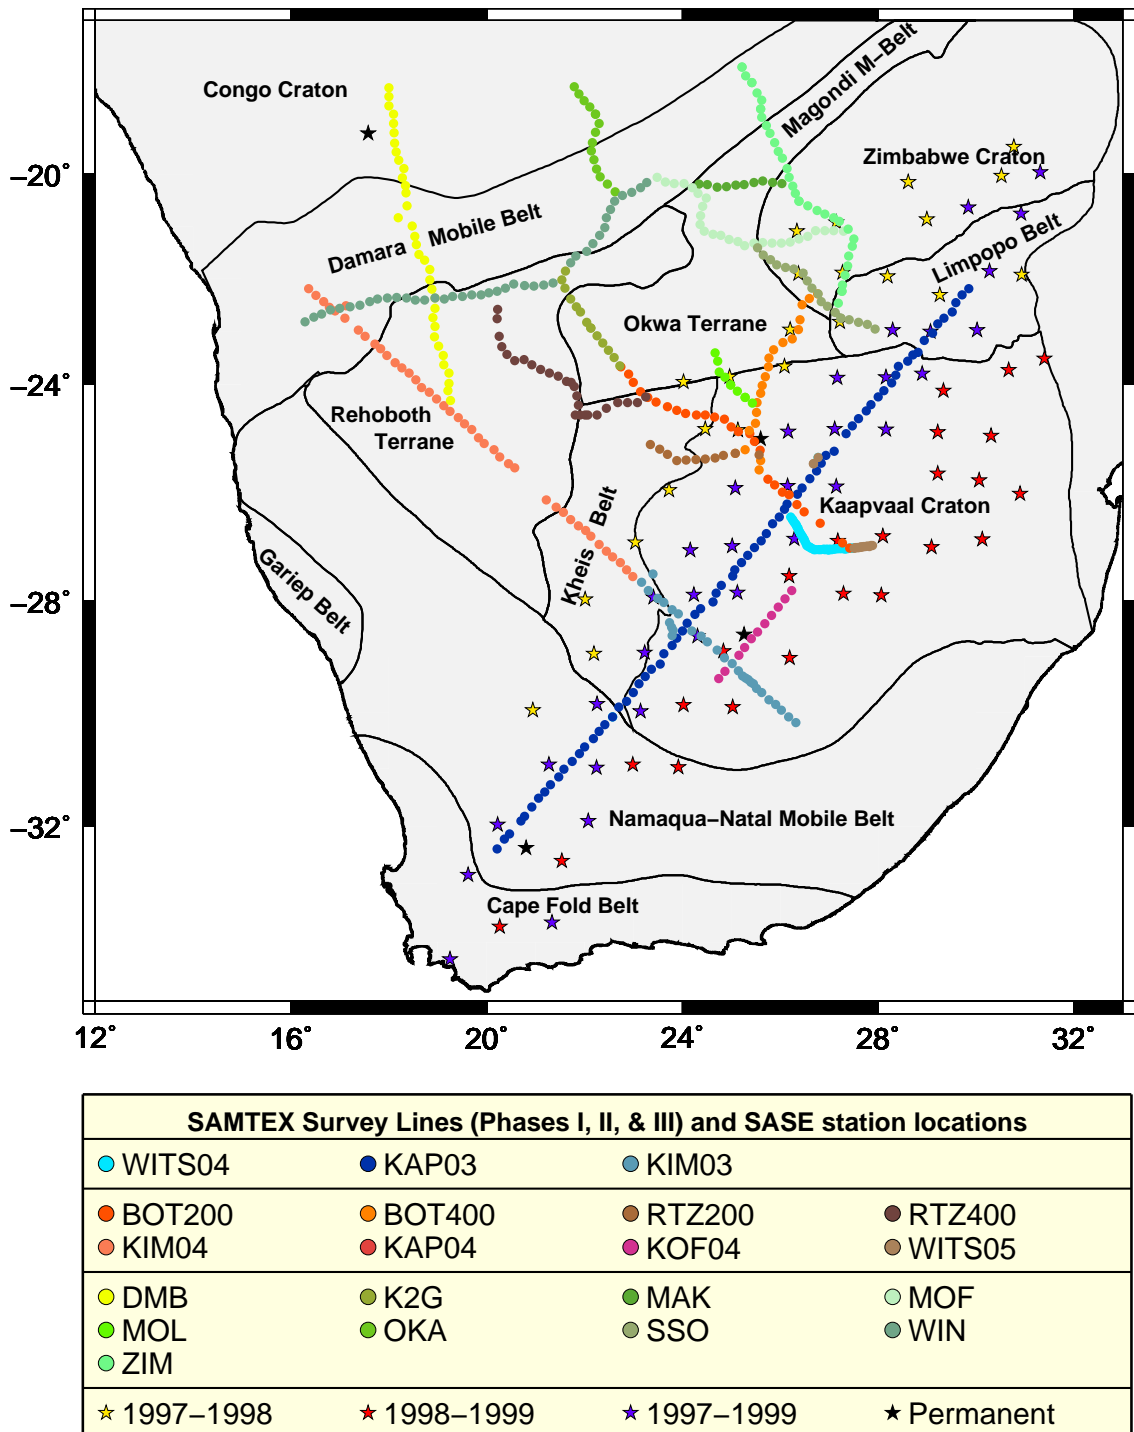 Congo Craton
Magondi M–Belt
Zimbabwe Craton
–20°
Damara Mobile Belt
Limpopo Belt
Okwa Terrane
–24°
Rehoboth
Terrane
Kheis Belt
Kaapvaal Craton
Gariep Belt
–28°
–32°
Namaqua–Natal Mobile Belt
Cape Fold Belt
12° 16° 20° 24° 28° 32°
SAMTEX Survey Lines (Phases I, II, & III) and SASE station locations
WITS04 KAP03 KIM03
BOT200 BOT400 RTZ200 RTZ400
KIM04 KAP04 KOF04 WITS05
DMB K2G MAK MOF
MOL OKA SSO WIN
ZIM
1997–1998 1998–1999 1997–1999 Permanent